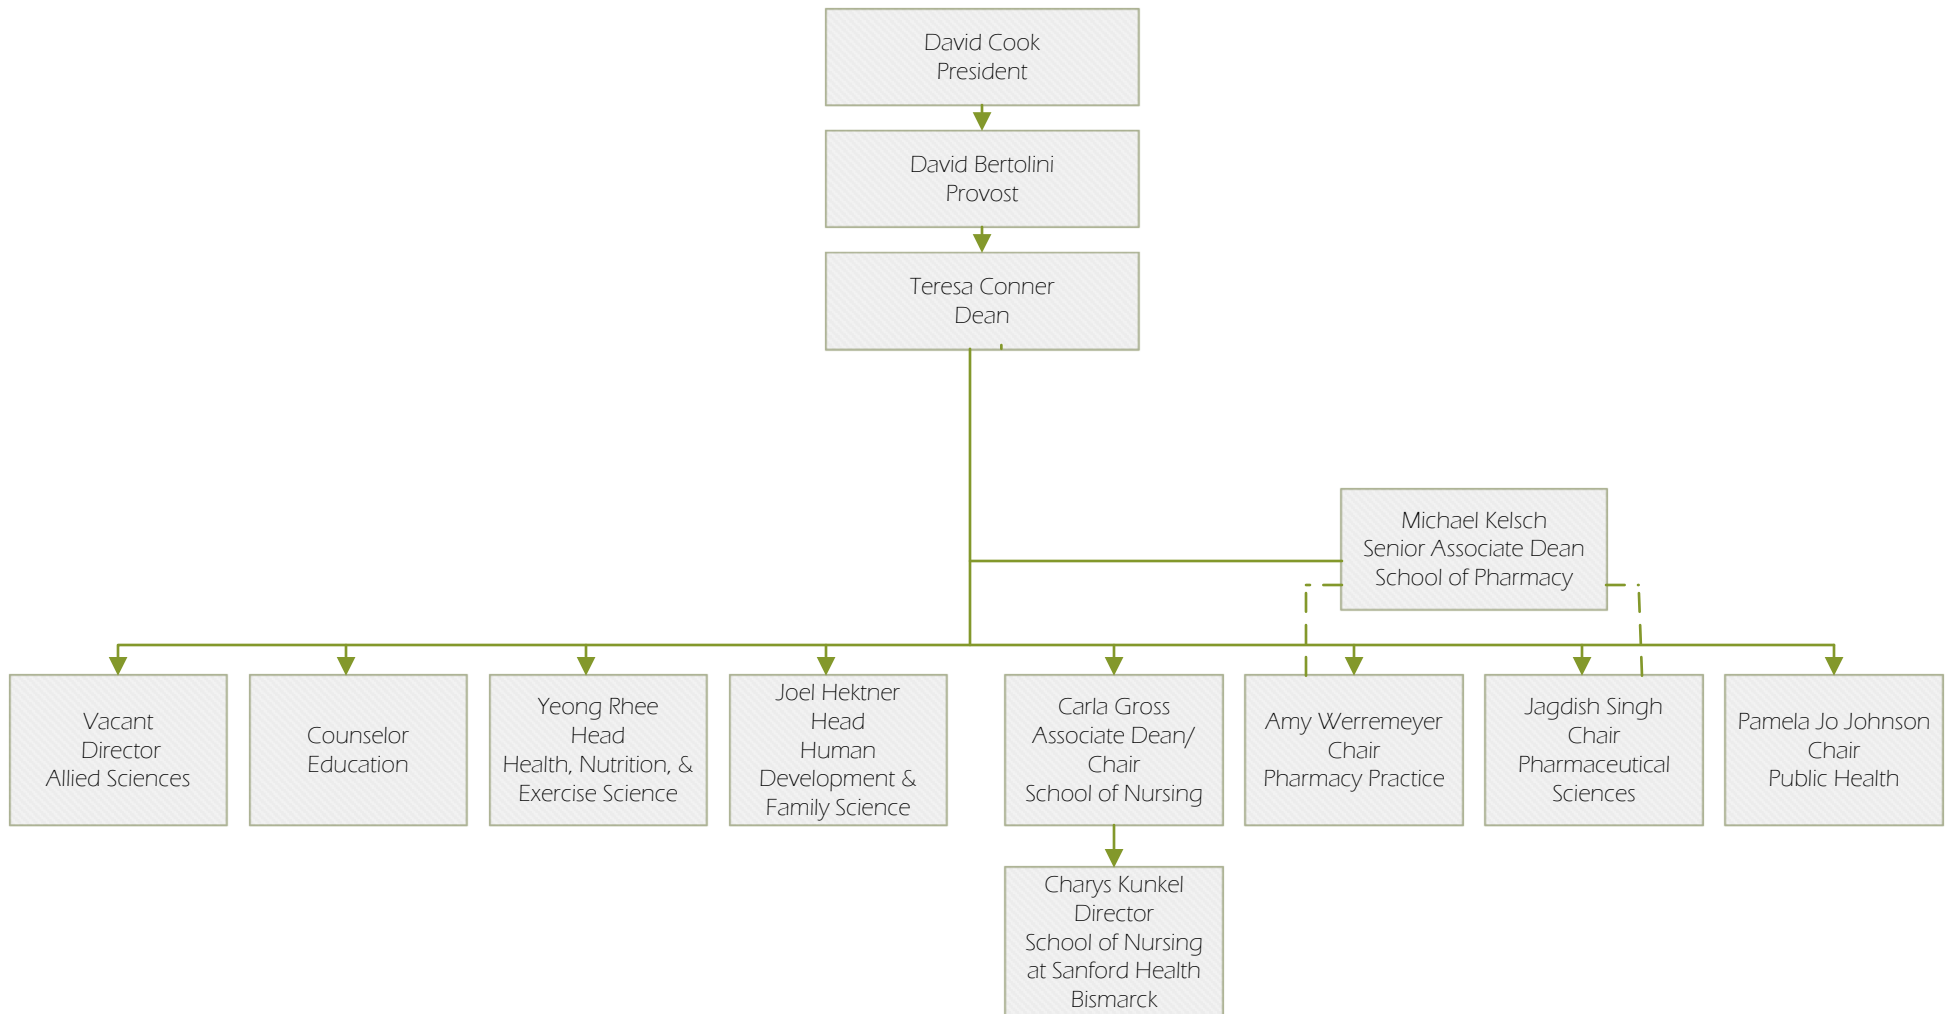 David Cook
President
David Bertolini
Provost
Teresa Conner
Dean
Michael Kelsch
Senior Associate Dean
School of Pharmacy
Vacant
Director
Allied Sciences
Counselor
Education
Yeong Rhee
Head
Health, Nutrition, &
Exercise Science
Joel Hektner
Head
Human
Development &
Family Science
Carla Gross
Associate Dean/
Chair
School of Nursing
Amy Werremeyer
Chair
Pharmacy Practice
Jagdish Singh
Chair
Pharmaceutical
Sciences
Pamela Jo Johnson
Chair
Public Health
Charys Kunkel
Director
School of Nursing
at Sanford Health
Bismarck